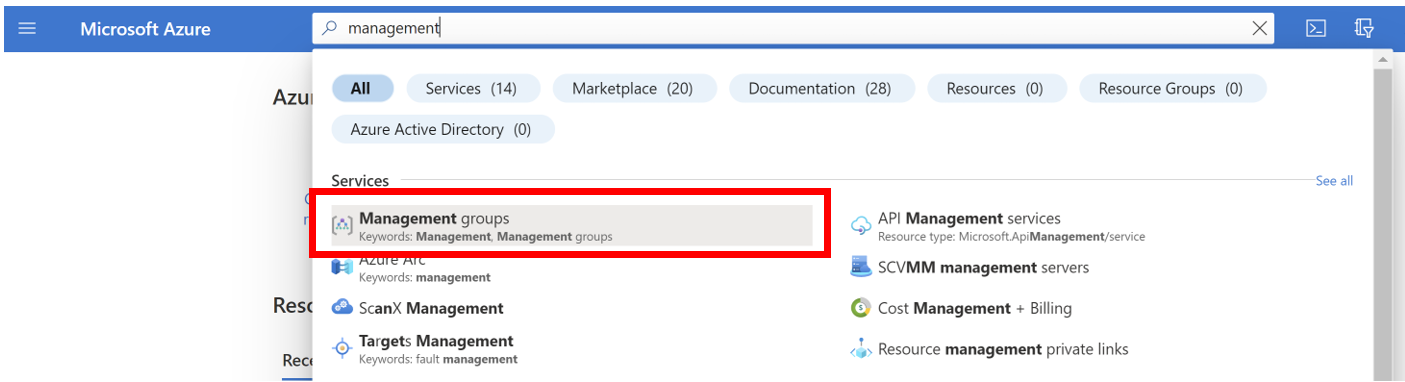 Microsoft Azure
management
All
Services (14)
Marketplace (20)
Documentation (28)
Resources (0)
Resource Groups (0)
Azure Active Directory (0)
Azu
Services
See all
Management groups
Keywords: Management, Management groups
API Management services
Resource type: Microsoft.ApiManagement/service
Azure Arc
Keywords: management
SCVMM management servers
ScanX Management
Cost Management + Billing
Targets Management
Keywords: fault management
Resource management private links
Reso
Rece